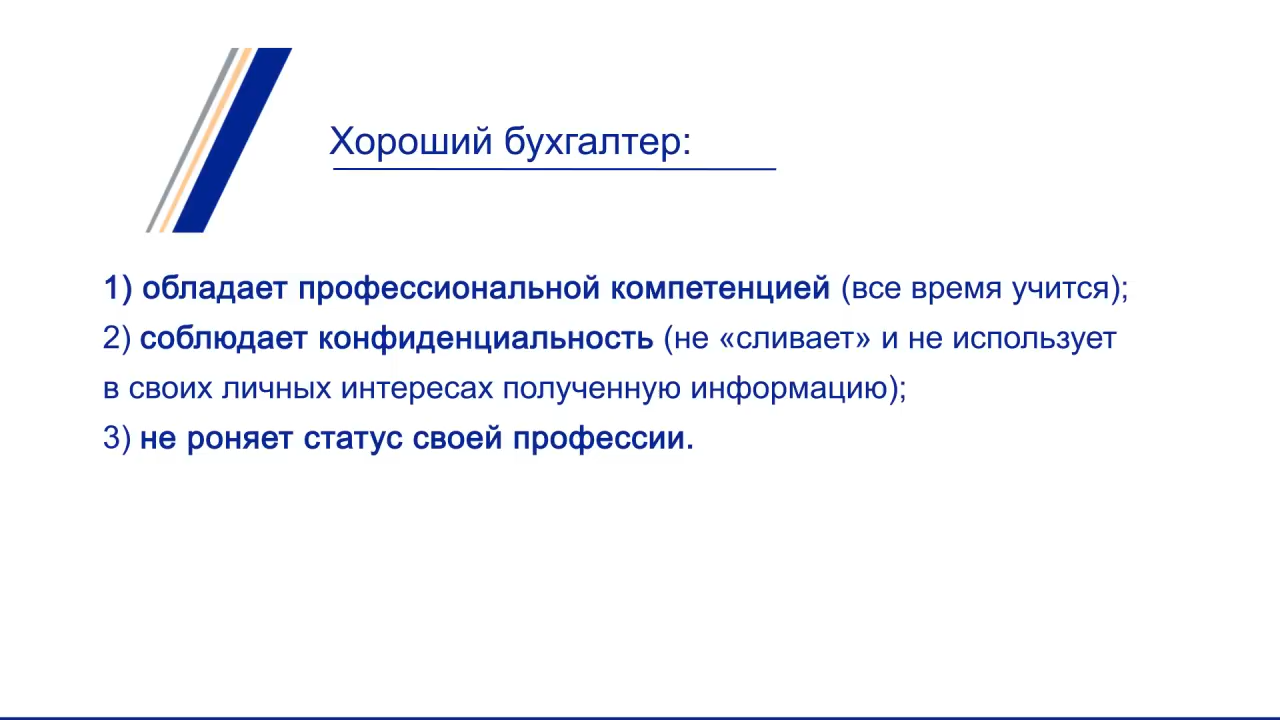 Хороший бухгалтер:
1) обладает профессиональной компетенцией (все время учится);
2) соблюдает конфиденциальность (не «сливает» и не использует
в своих личных интересах полученную информацию);
3) не роняет статус своей профессии.